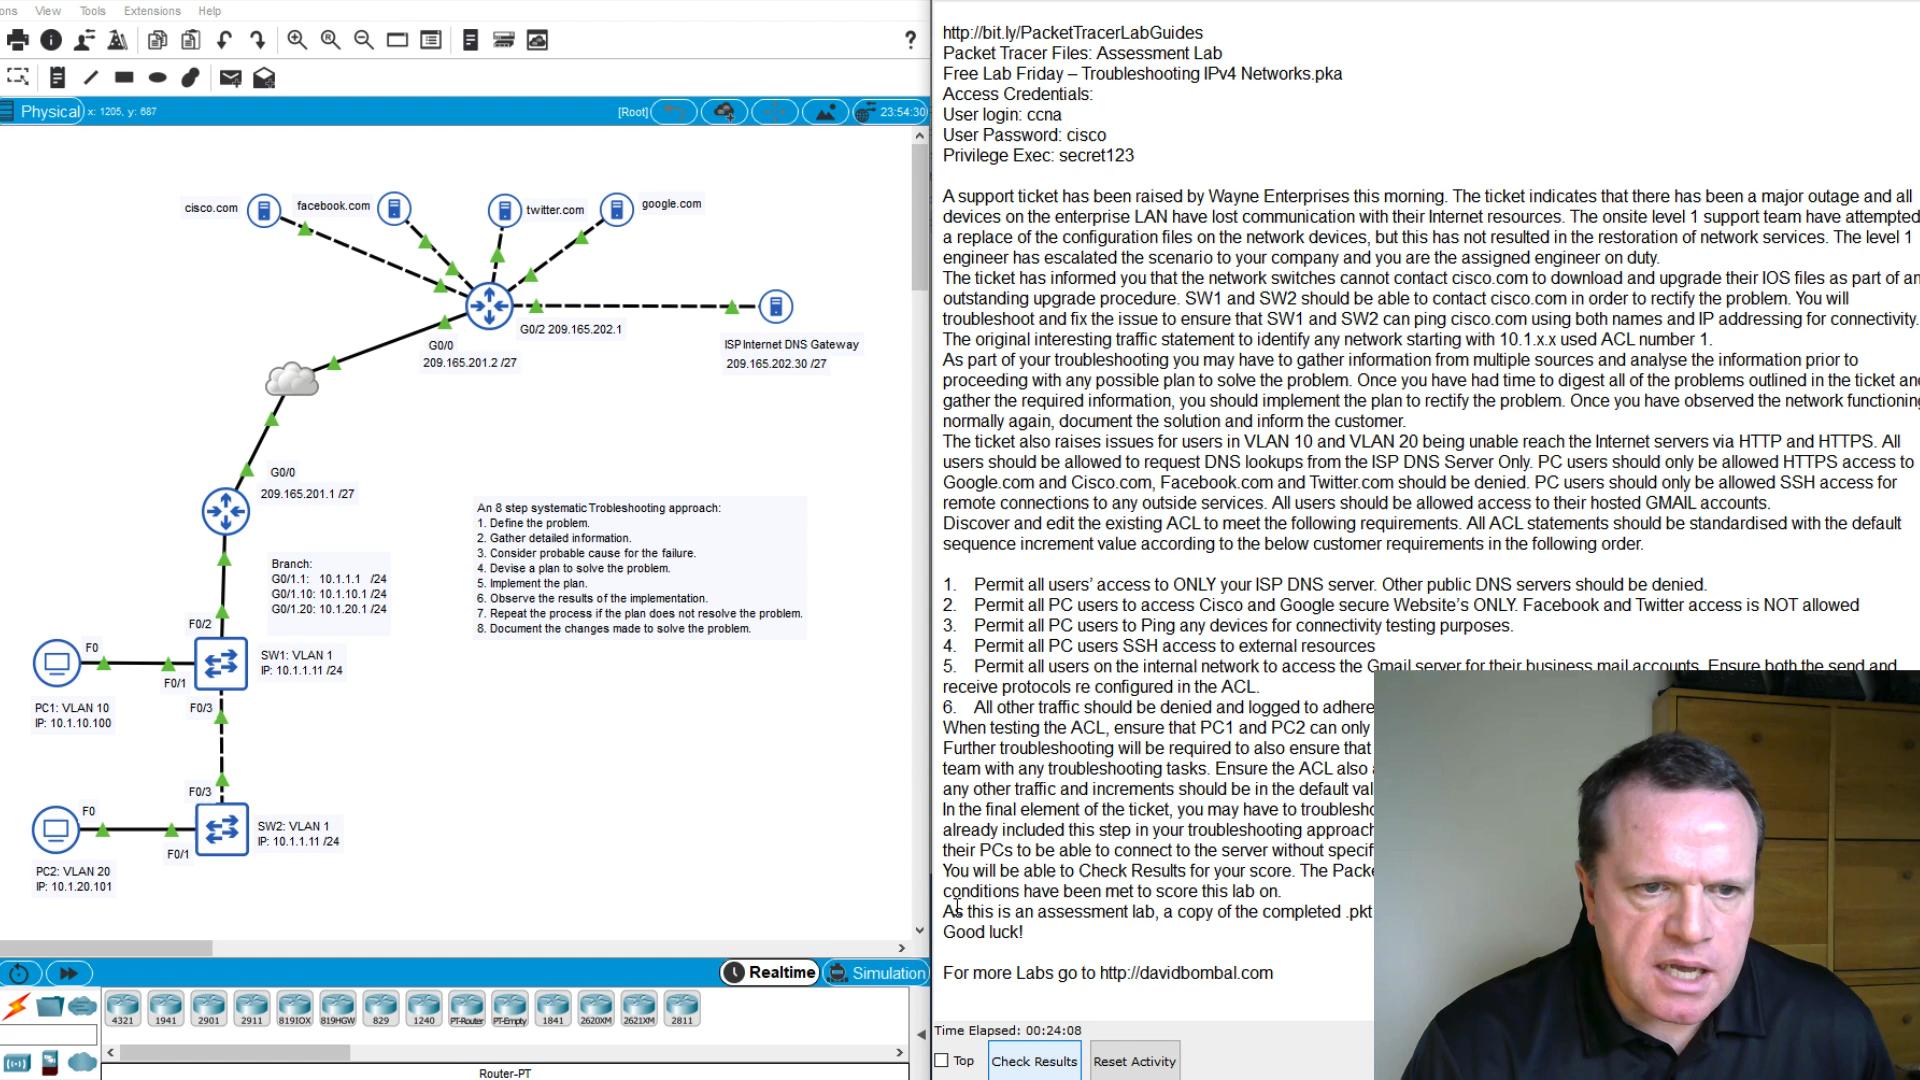 ons View Tools Extensions Help
Physical x: 1205, y: 687 [Root] 23:54:30
cisco.com
facebook.com
twitter.com
google.com
G0/2 209.165.202.1
G0/0
209.165.201.2 /27
ISP Internet DNS Gateway
209.165.202.30 /27
G0/0
209.165.201.1 /27
Branch:
G0/1.1: 10.1.1.1 /24
G0/1.10: 10.1.10.1 /24
G0/1.20: 10.1.20.1 /24
An 8 step systematic Trobleshooting approach:
1. Define the problem.
2. Gather detailed information.
3. Consider probable cause for the failure.
4. Devise a plan to solve the problem.
5. Implement the plan.
6. Observe the results of the implementation.
7. Repeat the process if the plan does not resolve the problem.
8. Document the changes made to solve the problem.
F0/2
F0
F0/1
SW1: VLAN 1
IP: 10.1.1.11 /24
PC1: VLAN 10
IP: 10.1.10.100
F0/3
F0/3
F0
F0/1
SW2: VLAN 1
IP: 10.1.1.11 /24
PC2: VLAN 20
IP: 10.1.20.101
Realtime Simulation
4321 1941 2901 2911 819IOX 819HGW 829 1240 PT-Router PT-Empty 1841 2620XM 2621XM 2811
Router-PT
http://bit.ly/PacketTracerLabGuides
Packet Tracer Files: Assessment Lab
Free Lab Friday – Troubleshooting IPv4 Networks.pka
Access Credentials:
User login: ccna
User Password: cisco
Privilege Exec: secret123
A support ticket has been raised by Wayne Enterprises this morning. The ticket indicates that there has been a major outage and all
devices on the enterprise LAN have lost communication with their Internet resources. The onsite level 1 support team have attempted
a replace of the configuration files on the network devices, but this has not resulted in the restoration of network services. The level 1
engineer has escalated the scenario to your company and you are the assigned engineer on duty.
The ticket has informed you that the network switches cannot contact cisco.com to download and upgrade their IOS files as part of an
outstanding upgrade procedure. SW1 and SW2 should be able to contact cisco.com in order to rectify the problem. You will
troubleshoot and fix the issue to ensure that SW1 and SW2 can ping cisco.com using both names and IP addressing for connectivity.
The original interesting traffic statement to identify any network starting with 10.1.x.x used ACL number 1.
As part of your troubleshooting you may have to gather information from multiple sources and analyse the information prior to
proceeding with any possible plan to solve the problem. Once you have had time to digest all of the problems outlined in the ticket and
gather the required information, you should implement the plan to rectify the problem. Once you have observed the network functioning
normally again, document the solution and inform the customer.
The ticket also raises issues for users in VLAN 10 and VLAN 20 being unable reach the Internet servers via HTTP and HTTPS. All
users should be allowed to request DNS lookups from the ISP DNS Server Only. PC users should only be allowed HTTPS access to
Google.com and Cisco.com, Facebook.com and Twitter.com should be denied. PC users should only be allowed SSH access for
remote connections to any outside services. All users should be allowed access to their hosted GMAIL accounts.
Discover and edit the existing ACL to meet the following requirements. All ACL statements should be standardised with the default
sequence increment value according to the below customer requirements in the following order.
1. Permit all users' access to ONLY your ISP DNS server. Other public DNS servers should be denied.
2. Permit all PC users to access Cisco and Google secure Website's ONLY. Facebook and Twitter access is NOT allowed
3. Permit all PC users to Ping any devices for connectivity testing purposes.
4. Permit all PC users SSH access to external resources
5. Permit all users on the internal network to access the Gmail server for their business mail accounts. Ensure both the send and
receive protocols re configured in the ACL.
6. All other traffic should be denied and logged to adhere
When testing the ACL, ensure that PC1 and PC2 can only
Further troubleshooting will be required to also ensure that
team with any troubleshooting tasks. Ensure the ACL also
any other traffic and increments should be in the default val
In the final element of the ticket, you may have to troublesho
already included this step in your troubleshooting approach
their PCs to be able to connect to the server without specif
You will be able to Check Results for your score. The Packe
conditions have been met to score this lab on.
As this is an assessment lab, a copy of the completed .pkt
Good luck!
For more Labs go to http://davidbombal.com
Time Elapsed: 00:24:08
Top Check Results Reset Activity